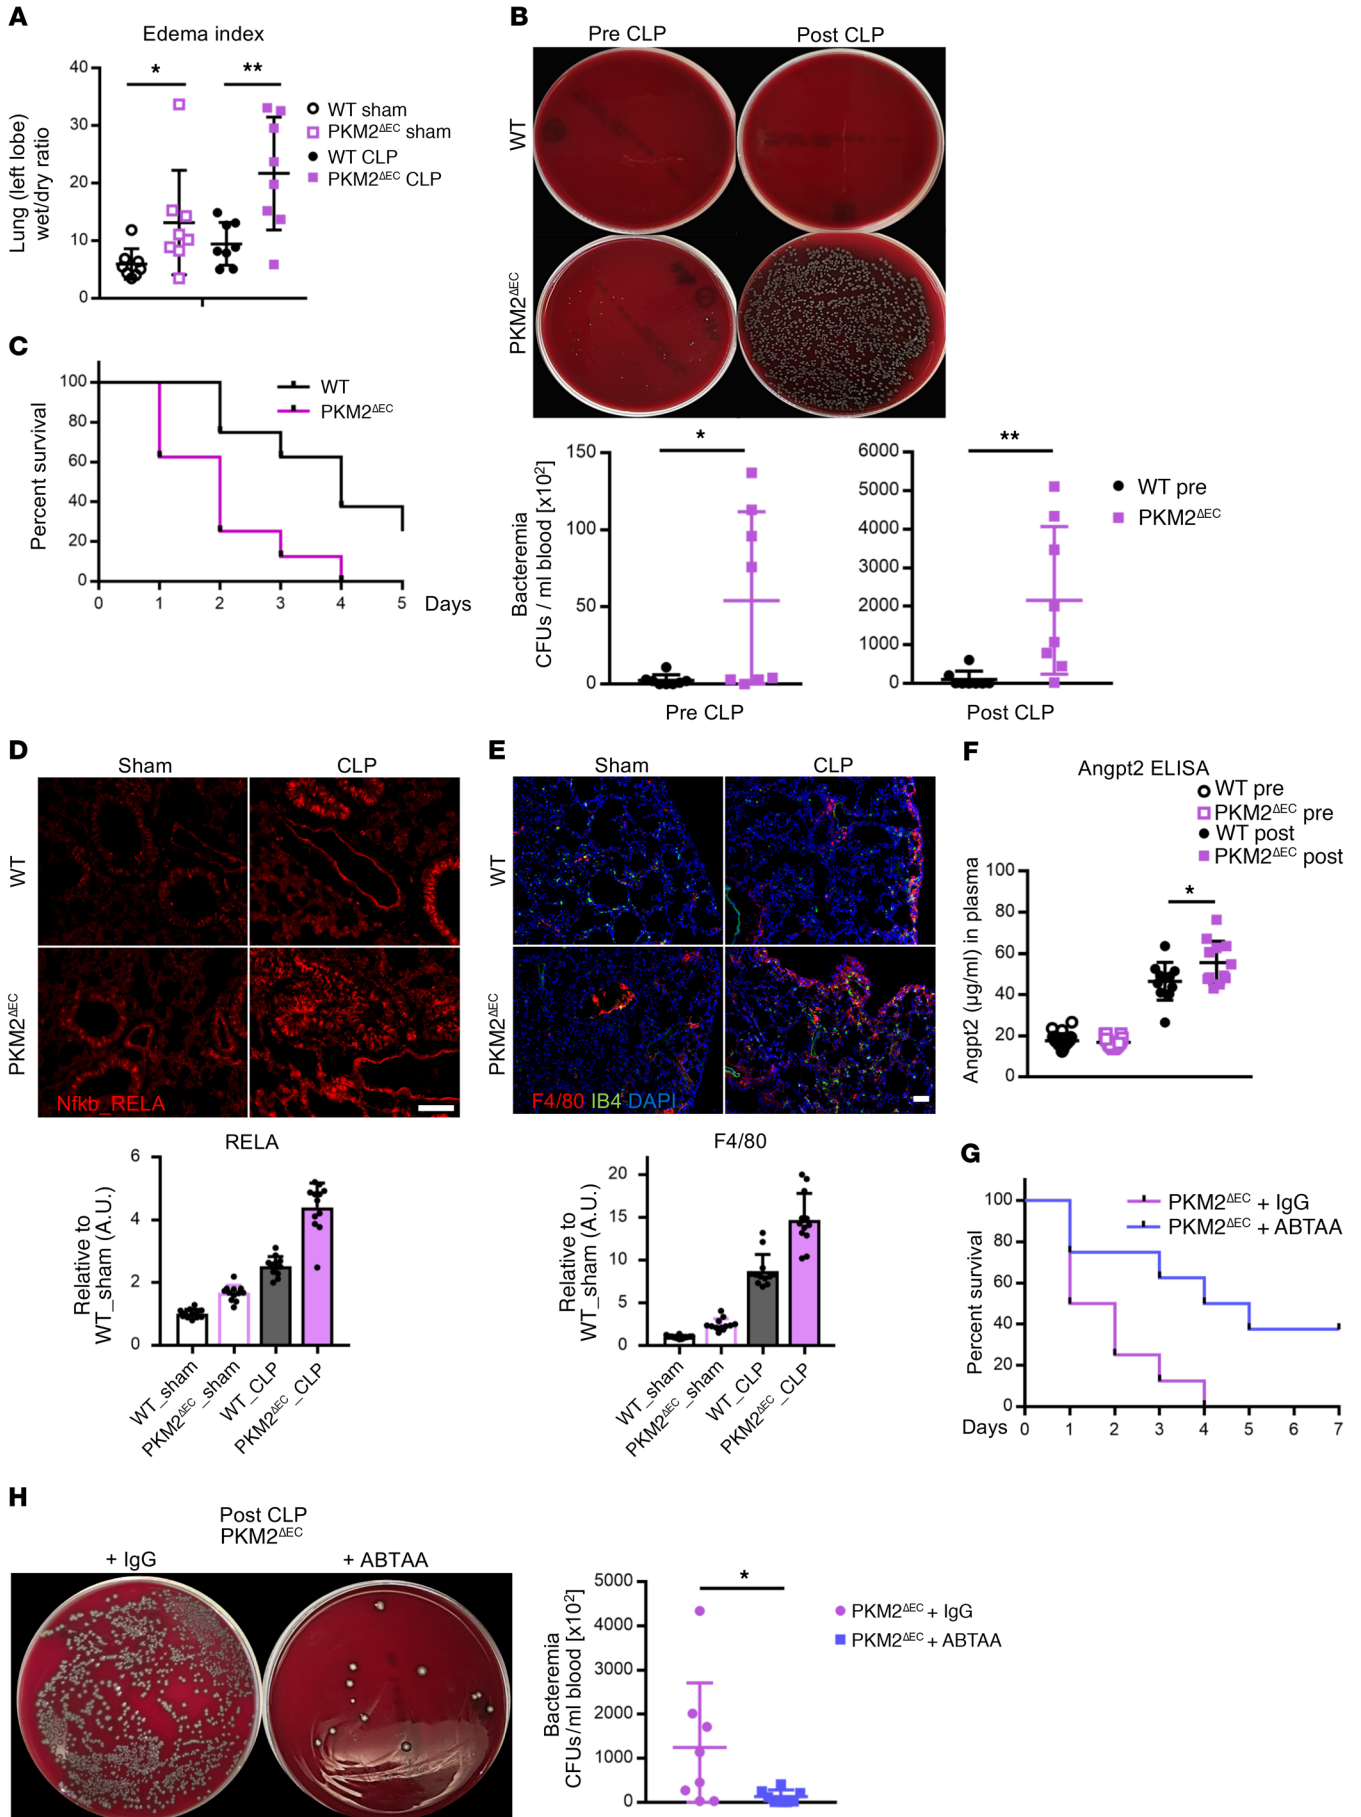 A
Edema index
Lung (left lobe)
wet/dry ratio
40
30
20
10
0
*
**
WT sham
PKM2ΔEC sham
WT CLP
PKM2ΔEC CLP
B
Pre CLP
Post CLP
WT
PKM2ΔEC
Bacteremia
CFUs / ml blood [x10²]
150
100
50
0
*
Pre CLP
6000
5000
4000
3000
2000
1000
0
**
Post CLP
WT pre
PKM2ΔEC
C
Percent survival
100
80
60
40
20
0
0 1 2 3 4 5 Days
WT
PKM2ΔEC
D
Sham
CLP
WT
PKM2ΔEC
Nfkb_RELA
RELA
Relative to
WT_sham (A.U.)
6
4
2
0
WT_sham
PKM2ΔEC_sham
WT_CLP
PKM2ΔEC_CLP
E
Sham
CLP
WT
PKM2ΔEC
F4/80 IB4 DAPI
F4/80
Relative to
WT_sham (A.U.)
20
15
10
5
0
WT_sham
PKM2ΔEC_sham
WT_CLP
PKM2ΔEC_CLP
F
Angpt2 ELISA
WT pre
PKM2ΔEC pre
WT post
PKM2ΔEC post
Angpt2 (µg/ml) in plasma
100
80
60
40
20
0
*
G
Percent survival
100
80
60
40
20
0
PKM2ΔEC + IgG
PKM2ΔEC + ABTAA
Days 0 1 2 3 4 5 6 7
H
Post CLP
PKM2ΔEC
+ IgG
+ ABTAA
Bacteremia
CFUs/ml blood [x10²]
5000
4000
3000
2000
1000
0
*
PKM2ΔEC + IgG
PKM2ΔEC + ABTAA